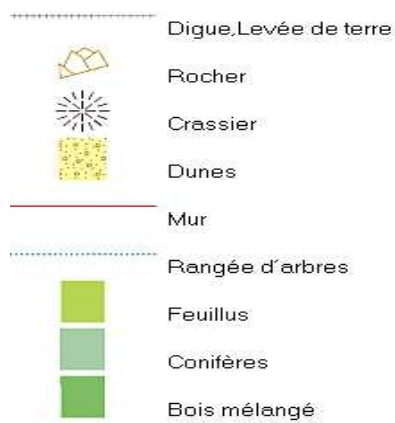 Digue,Levée de terre
Rocher
Crassier
Dunes
Mur
Rangée d'arbres
Feuillus
Conifères
Bois mélangé